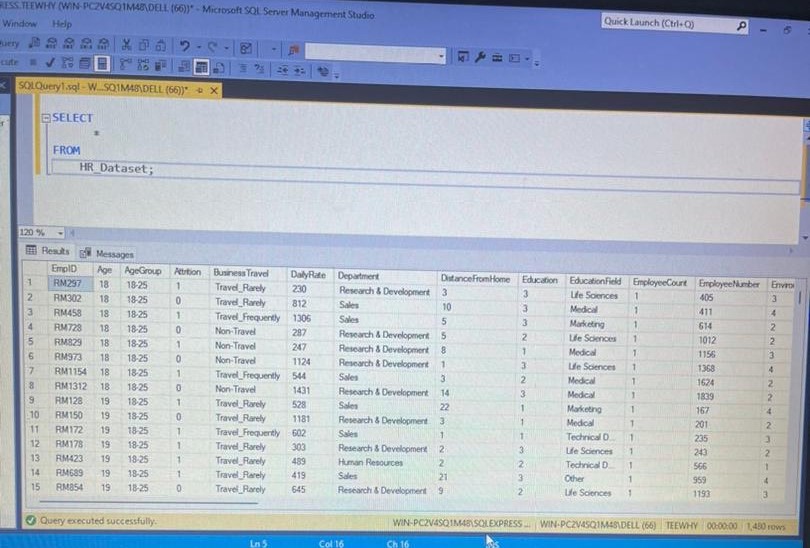 RESS.TEEWHY (WIN-PC2V4SQ1M48\DELL (66))* - Microsoft SQL Server Management Studio
Quick Launch (Ctrl+Q)
Window Help
SQLQuery1.sql - W...SQ1M48\DELL (66))*
SELECT
*
FROM
HR_Dataset;
120 %
Results Messages
EmpID Age AgeGroup Attrition BusinessTravel DailyRate Department DistanceFromHome Education EducationField EmployeeCount EmployeeNumber Enviro
1 RM297 18 18-25 1 Travel_Rarely 230 Research & Development 3 3 Life Sciences 1 405 3
2 RM302 18 18-25 0 Travel_Rarely 812 Sales 10 3 Medical 1 411 4
3 RM458 18 18-25 1 Travel_Frequently 1306 Sales 5 3 Marketing 1 614 2
4 RM728 18 18-25 0 Non-Travel 287 Research & Development 5 2 Life Sciences 1 1012 2
5 RM829 18 18-25 1 Non-Travel 247 Research & Development 8 1 Medical 1 1156 3
6 RM973 18 18-25 0 Non-Travel 1124 Research & Development 1 3 Life Sciences 1 1368 4
7 RM1154 18 18-25 1 Travel_Frequently 544 Sales 3 2 Medical 1 1624 2
8 RM1312 18 18-25 0 Non-Travel 1431 Research & Development 14 3 Medical 1 1839 2
9 RM128 19 18-25 1 Travel_Rarely 528 Sales 22 1 Marketing 1 167 4
10 RM150 19 18-25 0 Travel_Rarely 1181 Research & Development 3 1 Medical 1 201 2
11 RM172 19 18-25 1 Travel_Frequently 602 Sales 1 1 Technical D... 1 235 3
12 RM178 19 18-25 1 Travel_Rarely 303 Research & Development 2 3 Life Sciences 1 243 2
13 RM423 19 18-25 1 Travel_Rarely 489 Human Resources 2 2 Technical D... 1 566 1
14 RM689 19 18-25 1 Travel_Rarely 419 Sales 21 3 Other 1 959 4
15 RM854 19 18-25 0 Travel_Rarely 645 Research & Development 9 2 Life Sciences 1 1193 3
Query executed successfully. WIN-PC2V4SQ1M48\SQLEXPRESS ... WIN-PC2V4SQ1M48\DELL (66) TEEWHY 00:00:00 1,480 rows
Ln 5 Col 16 Ch 16